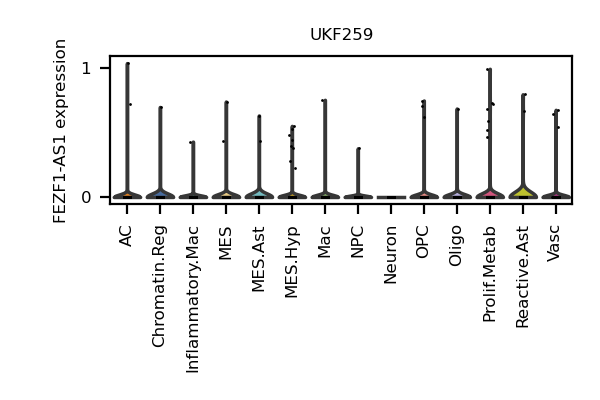 UKF259
FEZF1-AS1 expression
1
0
AC
Chromatin.Reg
Inflammatory.Mac
MES
MES.Ast
MES.Hyp
Mac
NPC
Neuron
OPC
Oligo
Prolif.Metab
Reactive.Ast
Vasc